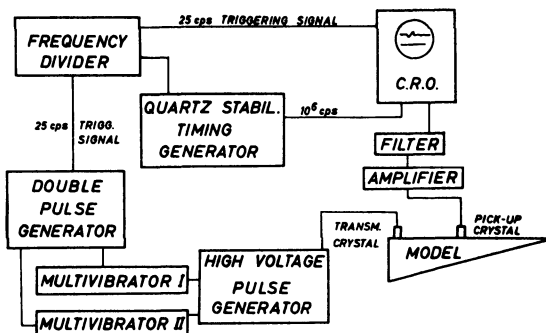 25 cps TRIGGERING SIGNAL
FREQUENCY
DIVIDER
C.R.O.
QUARTZ STABIL.
TIMING
GENERATOR
10⁶ cps
25 cps TRIGG.
SIGNAL
FILTER
AMPLIFIER
DOUBLE
PULSE
GENERATOR
TRANSM.
CRYSTAL
PICK-UP
CRYSTAL
MODEL
HIGH VOLTAGE
PULSE
GENERATOR
MULTIVIBRATOR I
MULTIVIBRATOR II